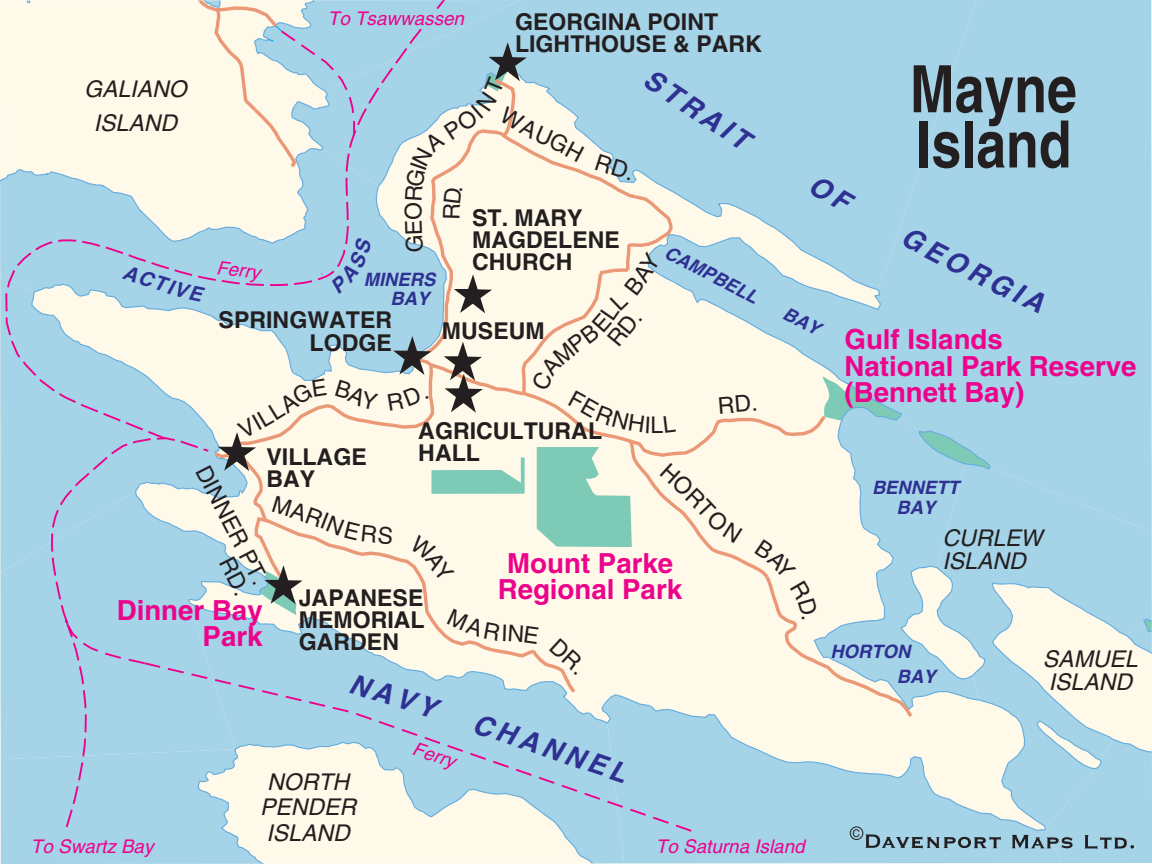 To Tsawwassen
GEORGINA POINT
LIGHTHOUSE & PARK
Mayne
Island
GALIANO
ISLAND
STRAIT
OF
GEORGIA
GEORGINA POINT
RD.
WAUGH RD.
ST. MARY
MAGDELENE
CHURCH
ACTIVE
PASS
Ferry
MINERS
BAY
CAMPBELL
BAY
CAMPBELL BAY
RD.
SPRINGWATER
LODGE
MUSEUM
Gulf Islands
National Park Reserve
(Bennett Bay)
VILLAGE BAY RD.
FERNHILL
RD.
AGRICULTURAL
HALL
VILLAGE
BAY
DINNER PT.
RD.
MARINERS WAY
HORTON BAY RD.
BENNETT
BAY
CURLEW
ISLAND
Mount Parke
Regional Park
Dinner Bay
Park
JAPANESE
MEMORIAL
GARDEN
MARINE DR.
HORTON
BAY
SAMUEL
ISLAND
NAVY CHANNEL
Ferry
NORTH
PENDER
ISLAND
To Swartz Bay
To Saturna Island
©DAVENPORT MAPS LTD.